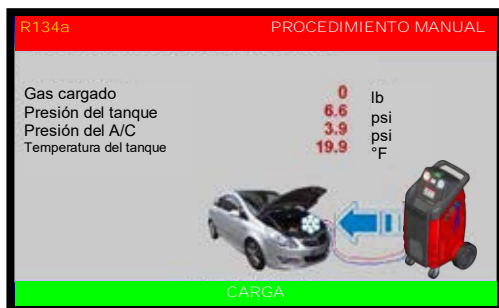 R134a PROCEDIMIENTO MANUAL
Gas cargado 0 lb
Presión del tanque 6.6 psi
Presión del A/C 3.9 psi
Temperatura del tanque 19.9 °F
CARGA